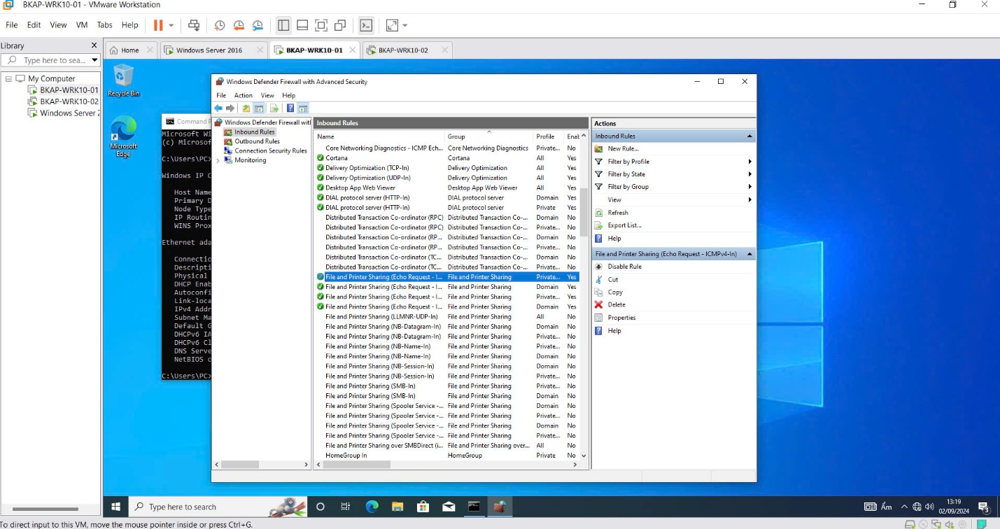 BKAP-WRK10-01 - VMware Workstation
File Edit View VM Tabs Help
Library
Type here to sea...
My Computer
BKAP-WRK10-01
BKAP-WRK10-02
Windows Server 2
Home
Windows Server 2016
BKAP-WRK10-01
BKAP-WRK10-02
Recycle Bin
Microsoft
Edge
Command P
Microsoft Wi
(c) Microsof
C:\Users\PC>
Windows IP C
Host Name
Primary D
Node Type
IP Routin
WINS Prox
Ethernet ada
Connectio
Descripti
Physical
DHCP Enab
Autoconfi
Link-loca
IPv4 Addr
Subnet Ma
Default G
DHCPv6 IA
DHCPv6 Cl
DNS Serve
NetBIOS o
C:\Users\PC>
Windows Defender Firewall with Advanced Security
File Action View Help
Windows Defender Firewall wit
Inbound Rules
Outbound Rules
Connection Security Rules
Monitoring
Inbound Rules
Name Group Profile Enab
Core Networking Diagnostics - ICMP Ech... Core Networking Diagnostics Private... No
Cortana Cortana All Yes
Delivery Optimization (TCP-In) Delivery Optimization All Yes
Delivery Optimization (UDP-In) Delivery Optimization All Yes
Desktop App Web Viewer Desktop App Web Viewer All Yes
DIAL protocol server (HTTP-In) DIAL protocol server Domain Yes
DIAL protocol server (HTTP-In) DIAL protocol server Private Yes
Distributed Transaction Co-ordinator (RPC) Distributed Transaction Co-... Domain No
Distributed Transaction Co-ordinator (RPC) Distributed Transaction Co-... Private... No
Distributed Transaction Co-ordinator (RP... Distributed Transaction Co-... Domain No
Distributed Transaction Co-ordinator (RP... Distributed Transaction Co-... Private... No
Distributed Transaction Co-ordinator (TC... Distributed Transaction Co-... Domain No
Distributed Transaction Co-ordinator (TC... Distributed Transaction Co-... Private... No
File and Printer Sharing (Echo Request - I... File and Printer Sharing Private... Yes
File and Printer Sharing (Echo Request - I... File and Printer Sharing Domain Yes
File and Printer Sharing (Echo Request - I... File and Printer Sharing Private... Yes
File and Printer Sharing (Echo Request - I... File and Printer Sharing Domain Yes
File and Printer Sharing (LLMNR-UDP-In) File and Printer Sharing All No
File and Printer Sharing (NB-Datagram-In) File and Printer Sharing Domain No
File and Printer Sharing (NB-Datagram-In) File and Printer Sharing Private... No
File and Printer Sharing (NB-Name-In) File and Printer Sharing Private... No
File and Printer Sharing (NB-Name-In) File and Printer Sharing Domain No
File and Printer Sharing (NB-Session-In) File and Printer Sharing Domain No
File and Printer Sharing (NB-Session-In) File and Printer Sharing Private... No
File and Printer Sharing (SMB-In) File and Printer Sharing Private... No
File and Printer Sharing (SMB-In) File and Printer Sharing Domain No
File and Printer Sharing (Spooler Service -... File and Printer Sharing Domain No
File and Printer Sharing (Spooler Service -... File and Printer Sharing Private... No
File and Printer Sharing (Spooler Service -... File and Printer Sharing Domain No
File and Printer Sharing (Spooler Service -... File and Printer Sharing Private... No
File and Printer Sharing over SMBDirect (i... File and Printer Sharing over... All No
HomeGroup In HomeGroup Private No
Actions
Inbound Rules
New Rule...
Filter by Profile
Filter by State
Filter by Group
View
Refresh
Export List...
Help
File and Printer Sharing (Echo Request - ICMPv4-In)
Disable Rule
Cut
Copy
Delete
Properties
Help
Type here to search
Ấm
13:19
02/09/2024
3
To direct input to this VM, move the mouse pointer inside or press Ctrl+G.